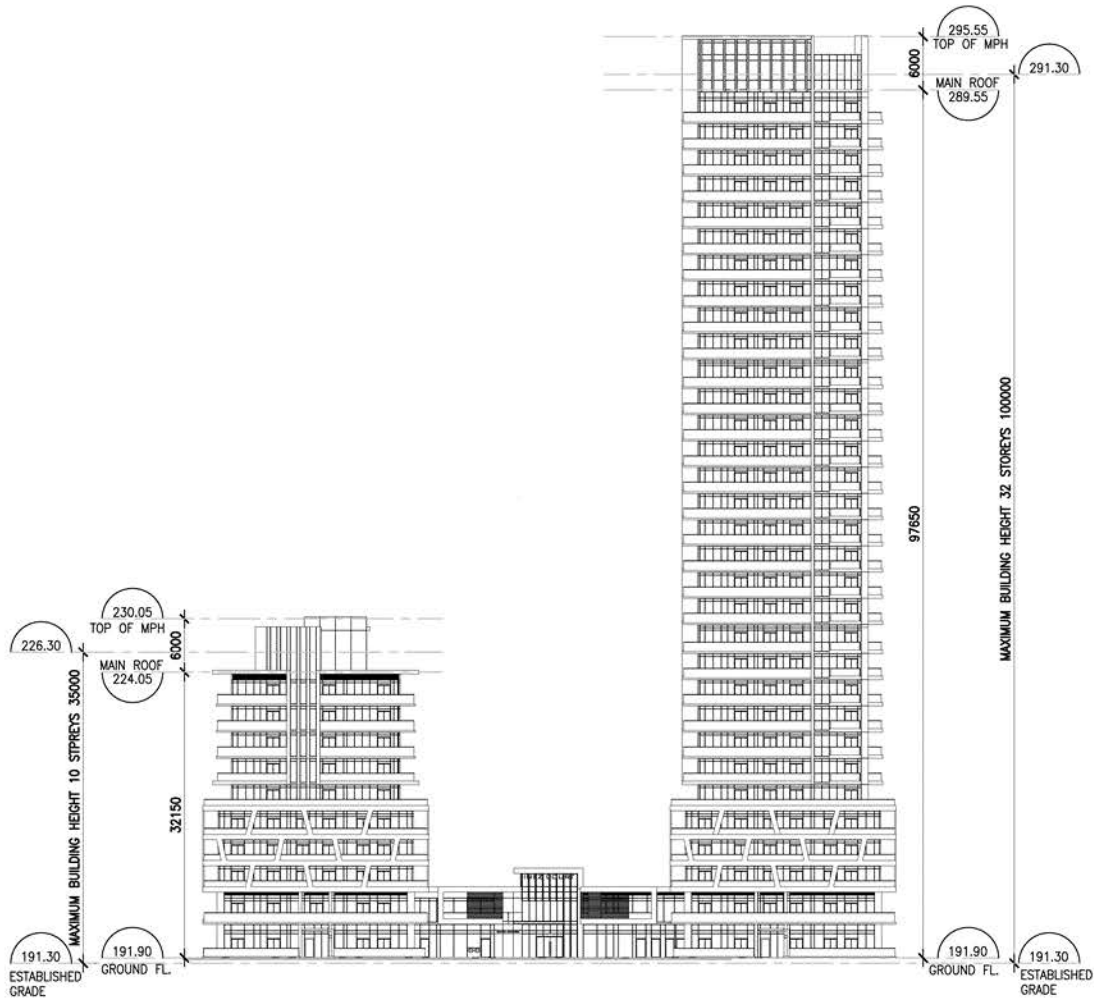 295.55
TOP OF MPH
291.30
6000
MAIN ROOF
289.55
MAXIMUM BUILDING HEIGHT 32 STOREYS 100000
97650
230.05
TOP OF MPH
226.30
6000
MAIN ROOF
224.05
MAXIMUM BUILDING HEIGHT 10 STPREYS 35000
32150
191.30
ESTABLISHED
GRADE
191.90
GROUND FL.
191.90
GROUND FL.
191.30
ESTABLISHED
GRADE